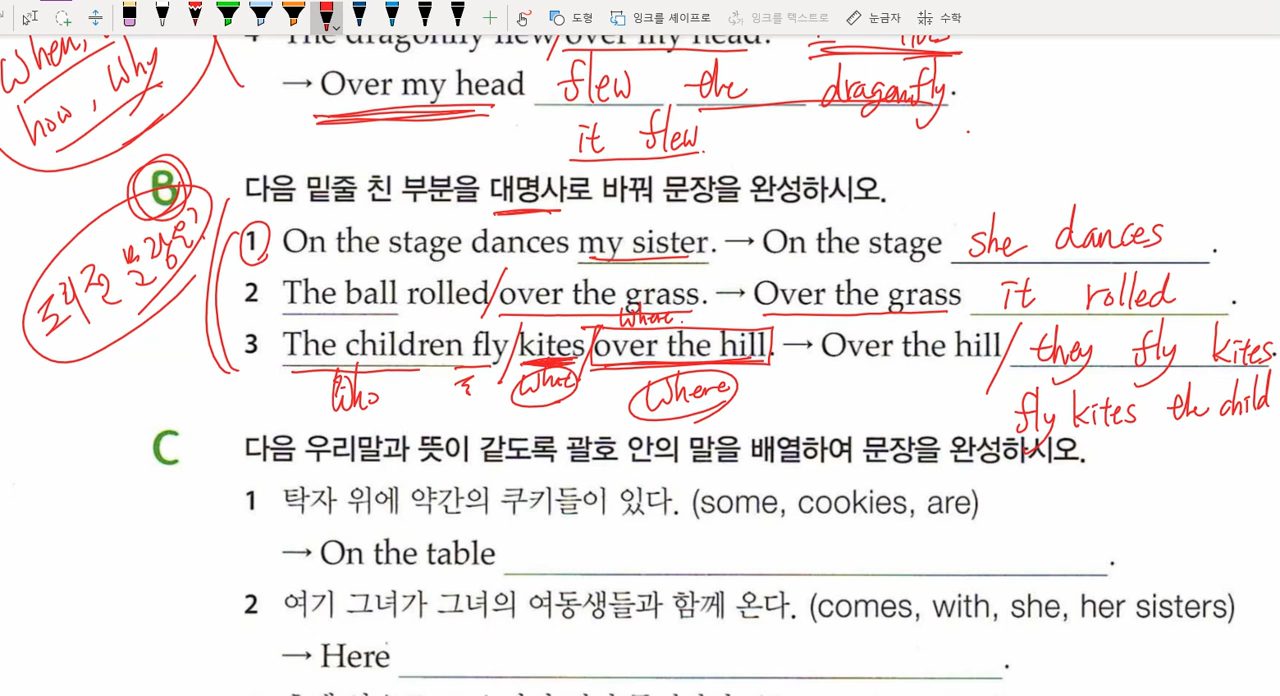 도형 잉크를 셰이프로 잉크를 텍스트로 눈금자 수학
When,
how, Why
4 The dragonfly flew/over my head.
→ Over my head flew the dragonfly.
it flew.
B 다음 밑줄 친 부분을 대명사로 바꿔 문장을 완성하시오.
도치전 문장은?
1 On the stage dances my sister. → On the stage she dances.
2 The ball rolled/over the grass. → Over the grass it rolled.
where.
3 The children fly/kites/over the hill. → Over the hill/they fly kites.
Who What Where
fly kites the child
C 다음 우리말과 뜻이 같도록 괄호 안의 말을 배열하여 문장을 완성하시오.
1 탁자 위에 약간의 쿠키들이 있다. (some, cookies, are)
→ On the table .
2 여기 그녀가 그녀의 여동생들과 함께 온다. (comes, with, she, her sisters)
→ Here .